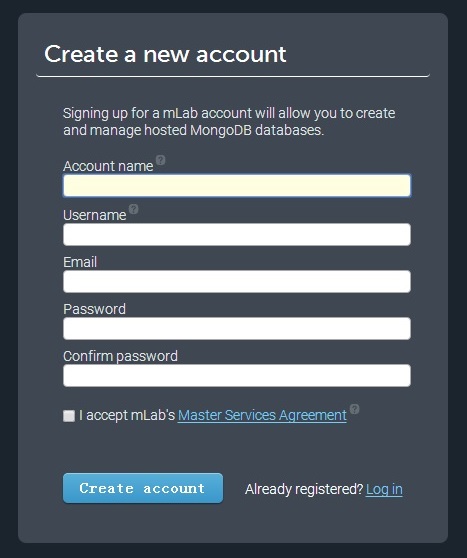 Create a new account
Signing up for a mLab account will allow you to create
and manage hosted MongoDB databases.
Account name ?
Username ?
Email
Password
Confirm password
I accept mLab's Master Services Agreement ?
Create account Already registered? Log in